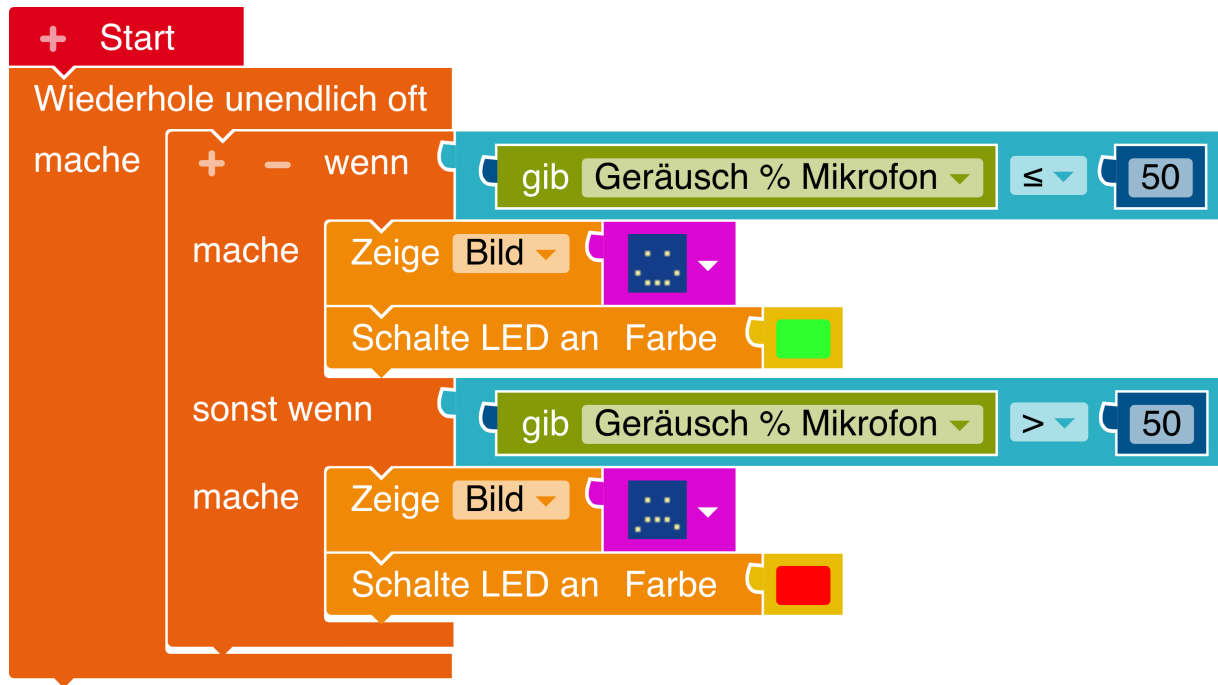 + Start
Wiederhole unendlich oft
mache + − wenn gib Geräusch % Mikrofon ≤ 50
mache Zeige Bild
Schalte LED an Farbe
sonst wenn gib Geräusch % Mikrofon > 50
mache Zeige Bild
Schalte LED an Farbe